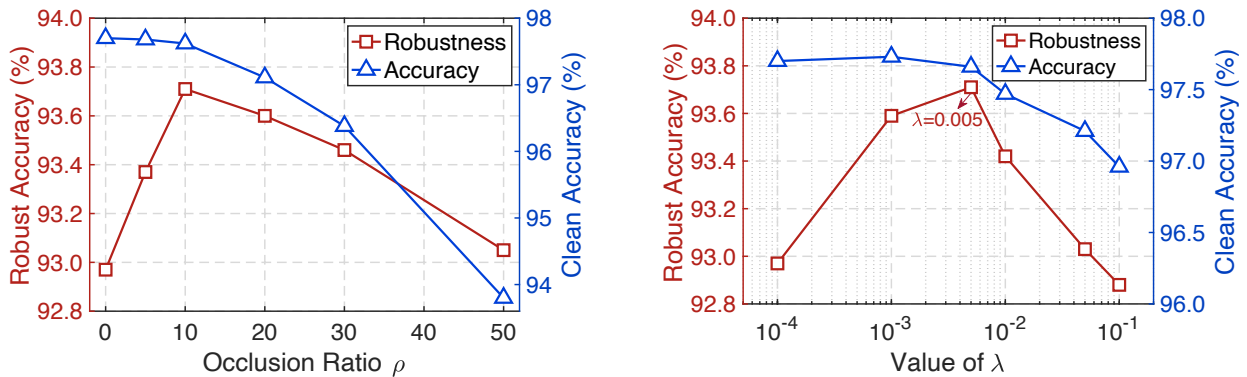 Robust Accuracy (%)
94.0
93.8
93.6
93.4
93.2
93.0
92.8
Robustness
Accuracy
98
97
96
95
94
Clean Accuracy (%)
0 10 20 30 40 50
Occlusion Ratio ρ
Robust Accuracy (%)
94.0
93.8
93.6
93.4
93.2
93.0
92.8
Robustness
Accuracy
λ=0.005
98.0
97.5
97.0
96.5
96.0
Clean Accuracy (%)
10⁻⁴ 10⁻³ 10⁻² 10⁻¹
Value of λ